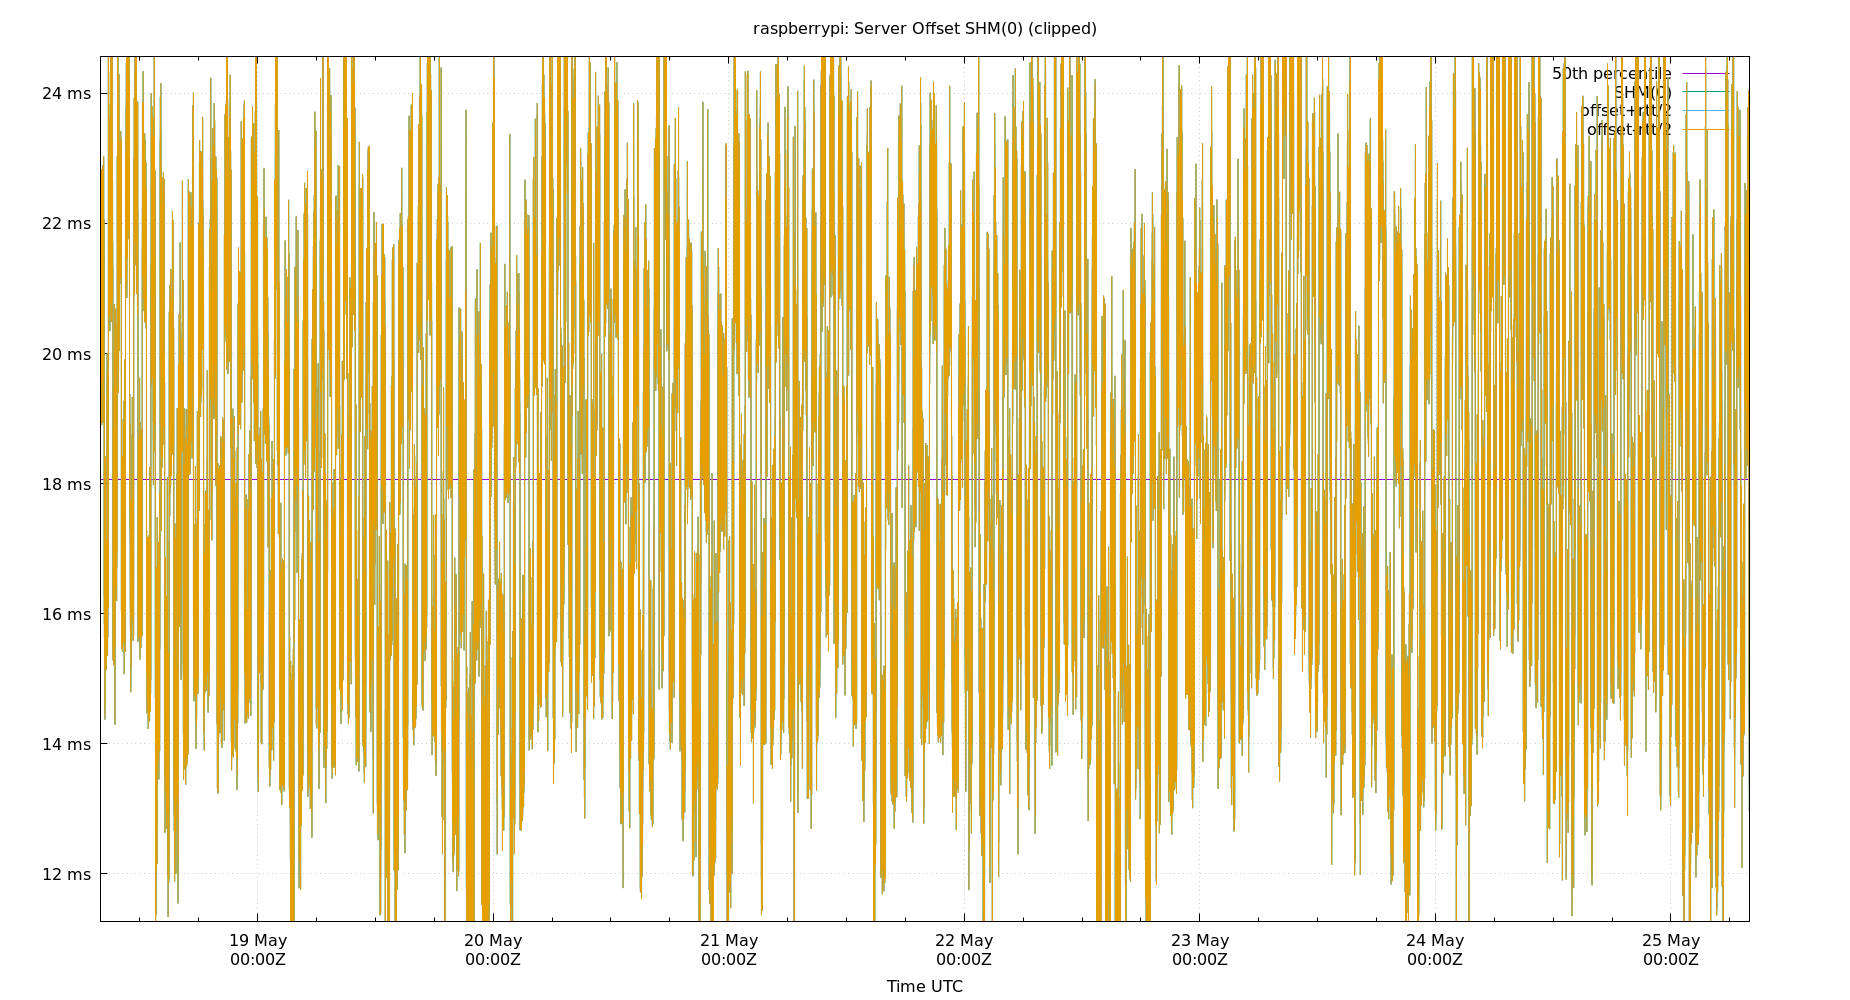 raspberrypi: Server Offset SHM(0) (clipped)
50th percentile
SHM(0)
offset+rtt/2
offset-rtt/2
24 ms
22 ms
20 ms
18 ms
16 ms
14 ms
12 ms
19 May 20 May 21 May 22 May 23 May 24 May 25 May
00:00Z 00:00Z 00:00Z 00:00Z 00:00Z 00:00Z 00:00Z
Time UTC